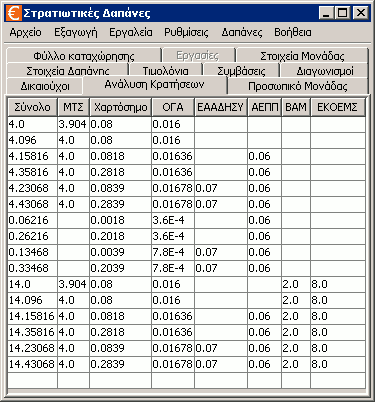 Στρατιωτικές Δαπάνες
Αρχείο Εξαγωγή Εργαλεία Ρυθμίσεις Δαπάνες Βοήθεια
Φύλλο καταχώρησης Εργασίες Στοιχεία Μονάδας
Στοιχεία Δαπάνης Τιμολόνια Συμβάσεις Διαγωνισμοί
Δικαιούχοι Ανάλυση Κρατήσεων Προσωπικό Μονάδας
Σύνολο ΜΤΣ Χαρτόσημο ΟΓΑ ΕΑΑΔΗΣΥ ΑΕΠΠ ΒΑΜ ΕΚΟΕΜΣ
4.0 3.904 0.08 0.016
4.096 4.0 0.08 0.016
4.15816 4.0 0.0818 0.01636 0.06
4.35816 4.0 0.2818 0.01636 0.06
4.23068 4.0 0.0839 0.01678 0.07 0.06
4.43068 4.0 0.2839 0.01678 0.07 0.06
0.06216 0.0018 3.6E-4 0.06
0.26216 0.2018 3.6E-4 0.06
0.13468 0.0039 7.8E-4 0.07 0.06
0.33468 0.2039 7.8E-4 0.07 0.06
14.0 3.904 0.08 0.016 2.0 8.0
14.096 4.0 0.08 0.016 2.0 8.0
14.15816 4.0 0.0818 0.01636 0.06 2.0 8.0
14.35816 4.0 0.2818 0.01636 0.06 2.0 8.0
14.23068 4.0 0.0839 0.01678 0.07 0.06 2.0 8.0
14.43068 4.0 0.2839 0.01678 0.07 0.06 2.0 8.0